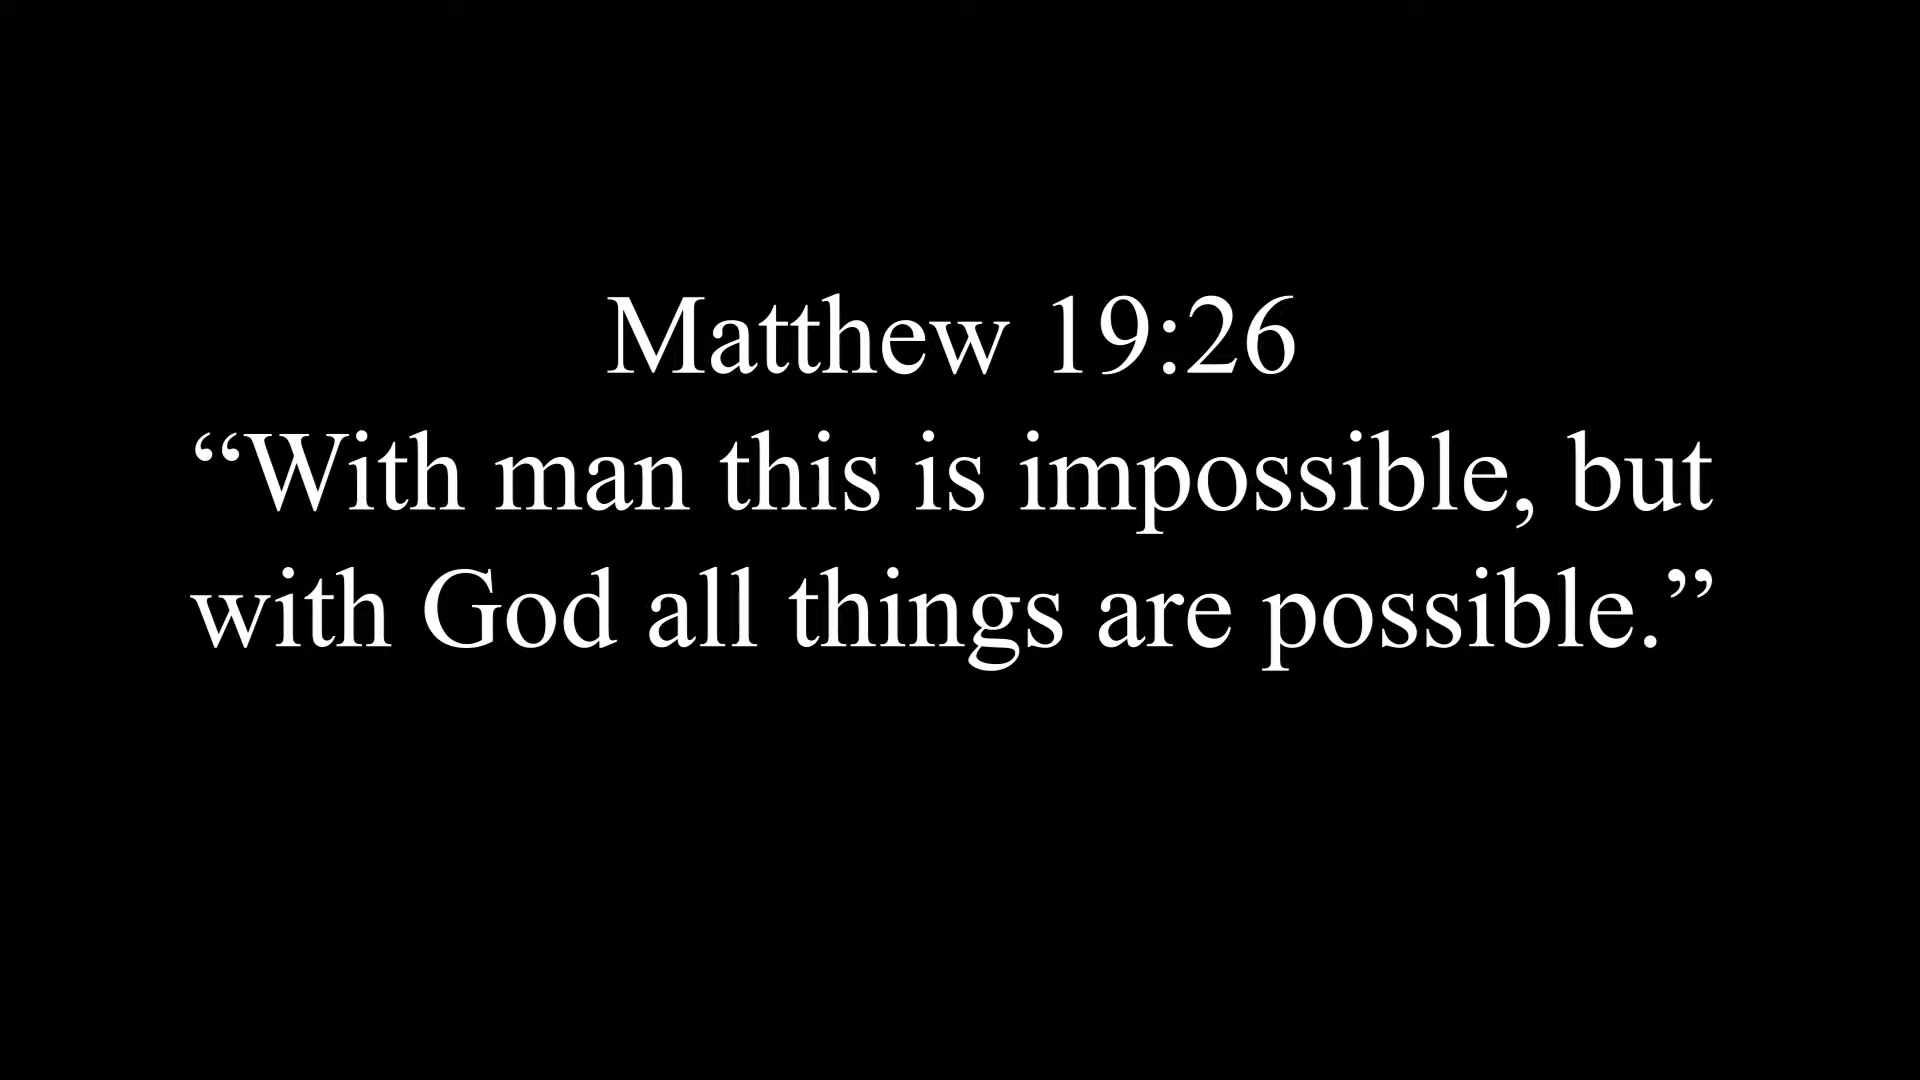 Matthew 19:26
“With man this is impossible, but
with God all things are possible.”